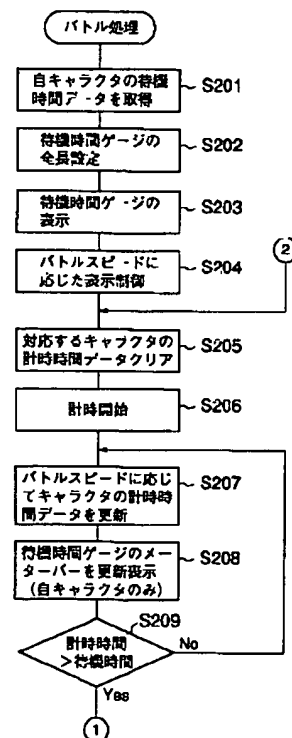 バトル処理
自キャラクタの待機
時間データを取得
S201
待機時間ゲージの
全長設定
S202
待機時間ゲージの
表示
S203
バトルスピードに
応じた表示制御
S204
2
対応するキャラクタの
計時時間データクリア
S205
計時開始
S206
バトルスピードに応じ
てキャラクタの計時時
間データを更新
S207
待機時間ゲージのメー
ターバーを更新表示
(自キャラクタのみ)
S208
S209
計時時間
>待機時間
No
Yes
1